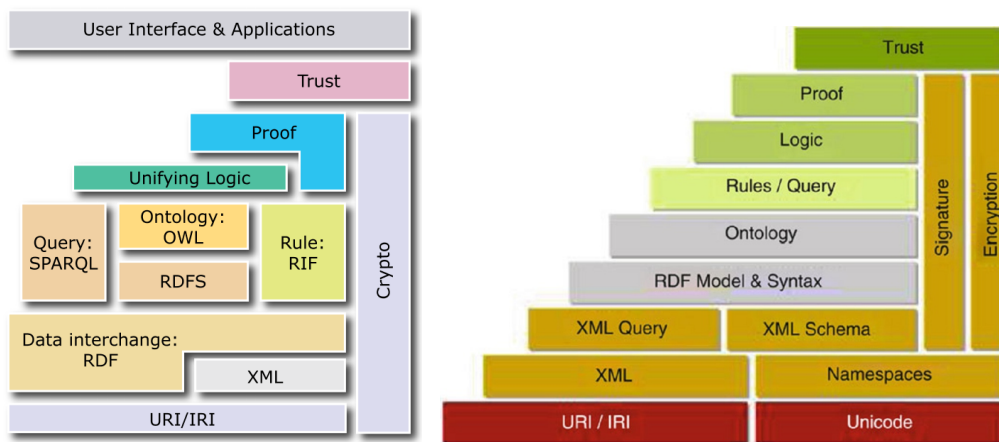 User Interface & Applications
Trust
Proof
Unifying Logic
Query:
SPARQL
Ontology:
OWL
RDFS
Rule:
RIF
Crypto
Data interchange:
RDF
XML
URI/IRI
Trust
Proof
Logic
Rules / Query
Ontology
RDF Model & Syntax
XML Query
XML Schema
Signature
Encryption
XML
Namespaces
URI / IRI
Unicode